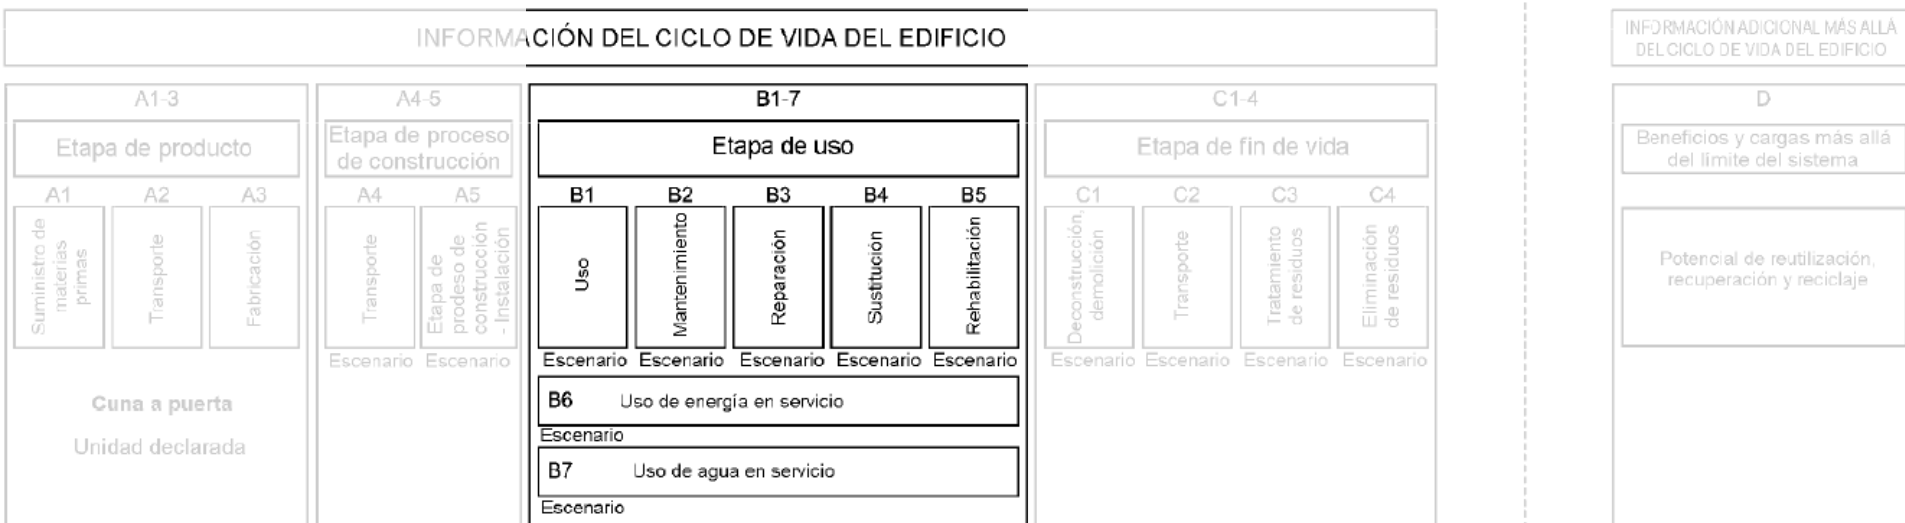 INFORMACIÓN DEL CICLO DE VIDA DEL EDIFICIO
INFORMACIÓN ADICIONAL MÁS ALLÁ
DEL CICLO DE VIDA DEL EDIFICIO
A1-3
Etapa de producto
A1
Suministro de
materias
primas
A2
Transporte
A3
Fabricación
Cuna a puerta
Unidad declarada
A4-5
Etapa de proceso
de construcción
A4
Transporte
Escenario
A5
Etapa de
prodeso de
construcción
- Instalación
Escenario
B1-7
Etapa de uso
B1
Uso
Escenario
B2
Mantenimiento
Escenario
B3
Reparación
Escenario
B4
Sustitución
Escenario
B5
Rehabilitación
Escenario
B6 Uso de energía en servicio
Escenario
B7 Uso de agua en servicio
Escenario
C1-4
Etapa de fin de vida
C1
Deconstrucción,
demolición
Escenario
C2
Transporte
Escenario
C3
Tratamiento
de residuos
Escenario
C4
Eliminación
de residuos
Escenario
D
Beneficios y cargas más allá
del límite del sistema
Potencial de reutilización,
recuperación y reciclaje